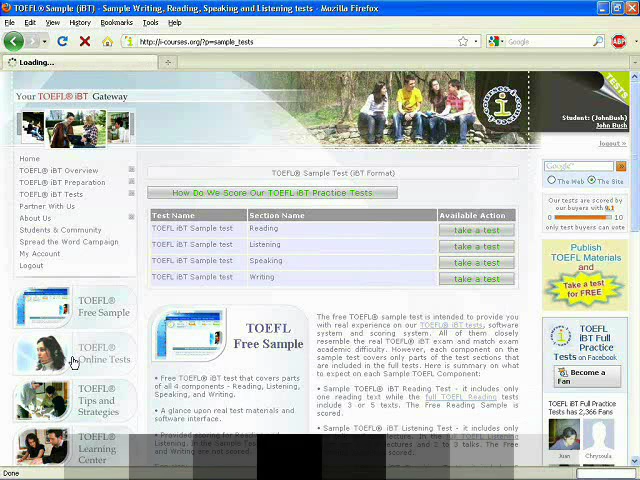 TOEFL® Sample (iBT) - Sample Writing, Reading, Speaking and Listening tests - Mozilla Firefox
File Edit View History Bookmarks Tools Help
http://i-courses.org/?p=sample_tests
Google
ABP
Loading...
Your TOEFL® iBT Gateway
TESTS
Student: (JohnBush)
John Bush
logout »
Home
TOEFL® iBT Overview
TOEFL® iBT Preparation
TOEFL® iBT Tests
Partner With Us
About Us
Students & Community
Spread the Word Campaign
My Account
Logout
TOEFL® Free Sample
TOEFL® Online Tests
TOEFL® Tips and Strategies
TOEFL® Learning Center
TOEFL® Sample Test (iBT Format)
How Do We Score Our TOEFL iBT Practice Tests
Test Name Section Name Available Action
TOEFL iBT Sample test Reading take a test
TOEFL iBT Sample test Listening take a test
TOEFL iBT Sample test Speaking take a test
TOEFL iBT Sample test Writing take a test
TOEFL
Free Sample
• Free TOEFL® iBT test that covers parts
of all 4 components - Reading, Listening,
Speaking, and Writing.
• A glance upon real test materials and
software interface.
The free TOEFL® sample test is intended to provide you
with real experience on our TOEFL® iBT tests, software
system and scoring system. All of them closely
resemble the real TOEFL® iBT exam and match exam
academic difficulty. However, each component on the
sample test covers only parts of the test sections that
are included in the full tests. Here is summary on what
to expect on each Sample TOEFL Component:
• Sample TOEFL iBT Reading Test - it includes only
one reading text while the full TOEFL Reading tests
include 3 or 5 texts. The Free Reading Sample is
scored.
• Sample TOEFL iBT Listening Test - it includes only
Google™
The Web This Site
Our tests are scored by
our buyers with 9.1
0 10
only test buyers can vote
Publish
TOEFL Materials
and
Take a test
for FREE!
TOEFL
iBT Full
Practice
Tests on Facebook
Become a
Fan
TOEFL iBT Full Practice
Tests has 2,366 Fans
Juan Chrysoula
Done